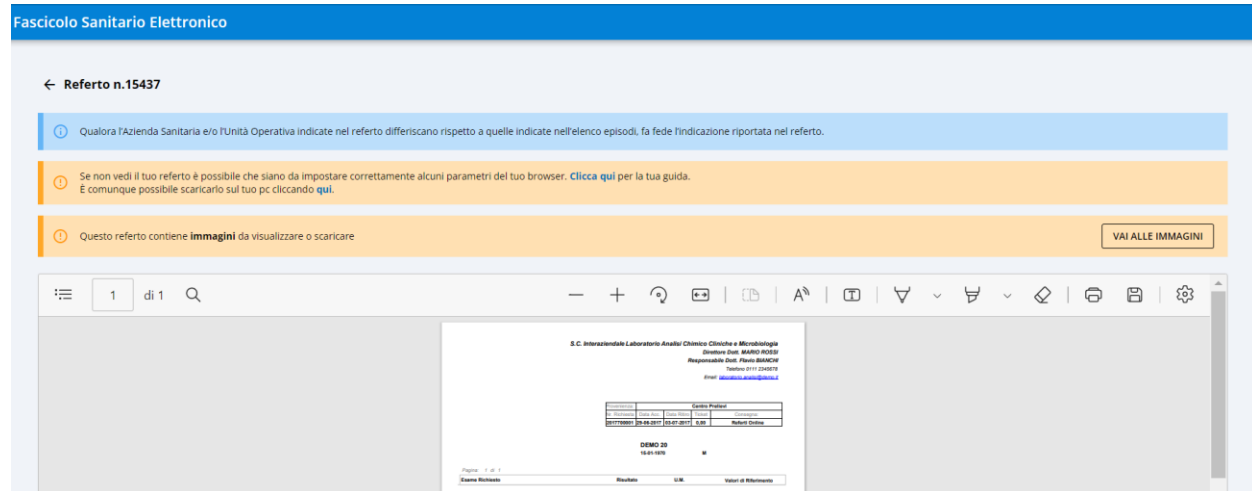 Fascicolo Sanitario Elettronico
Referto n.15437
Qualora l'Azienda Sanitaria e/o l'Unità Operativa indicate nel referto differiscano rispetto a quelle indicate nell'elenco episodi, fa fede l'indicazione riportata nel referto.
Se non vedi il tuo referto è possibile che siano da impostare correttamente alcuni parametri del tuo browser. Clicca qui per la tua guida.
È comunque possibile scaricarlo sul tuo pc cliccando qui.
Questo referto contiene immagini da visualizzare o scaricare
VAI ALLE IMMAGINI
1 di 1
S.C. Interaziendale Laboratorio Analisi Chimico Cliniche e Microbiologia
Direttore Dott. MARIO ROSSI
Responsabile Dott. Flavio BIANCHI
Telefono 0111 2345678
Email: laboratorio.analisi@demo.it
Provenienza: Centro Prelievi
Nr. Richiesta Data Acc. Data Ritiro Ticket Consegna
2017700001 29-06-2017 03-07-2017 0,00 Referti Online
DEMO 20
M
Pagina: 1 di 1
Esame Richiesto Risultato U.M. Valori di Riferimento